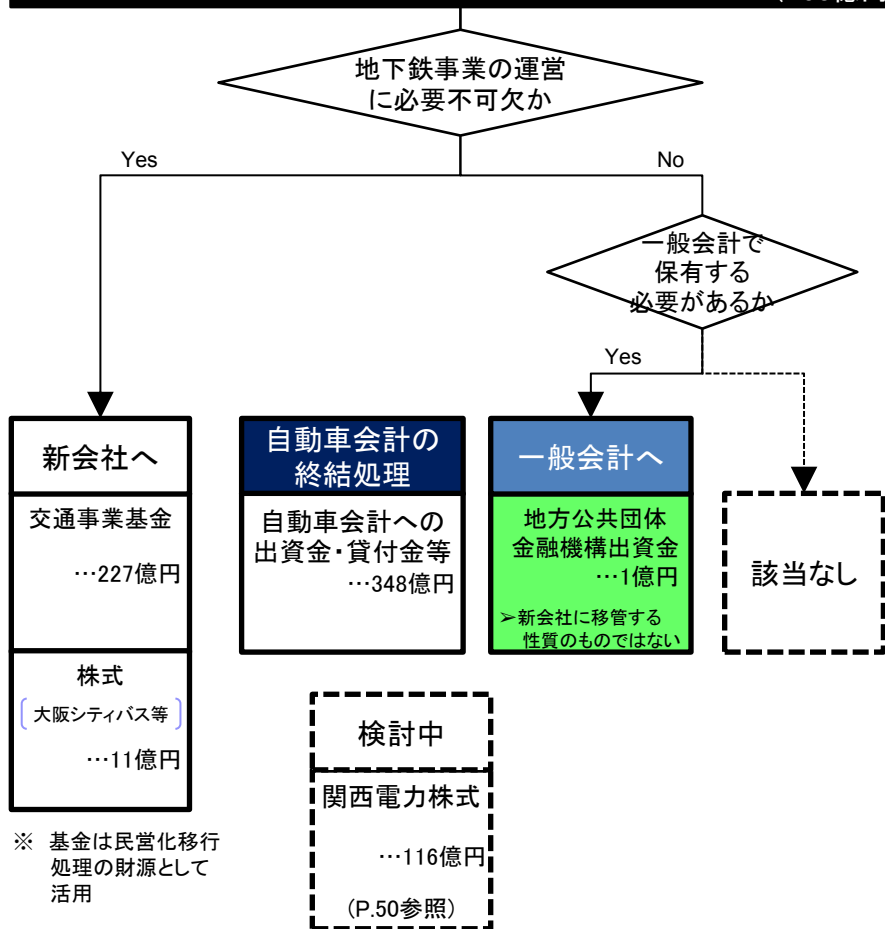 地下鉄事業の運営
に必要不可欠か
Yes
No
一般会計で
保有する
必要があるか
Yes
新会社へ
交通事業基金
…227億円
株式
大阪シティバス等
…11億円
※ 基金は民営化移行
処理の財源として
活用
自動車会計の
終結処理
自動車会計への
出資金・貸付金等
…348億円
一般会計へ
地方公共団体
金融機構出資金
…1億円
➢新会社に移管する
性質のものではない
該当なし
検討中
関西電力株式
…116億円
(P.50参照)